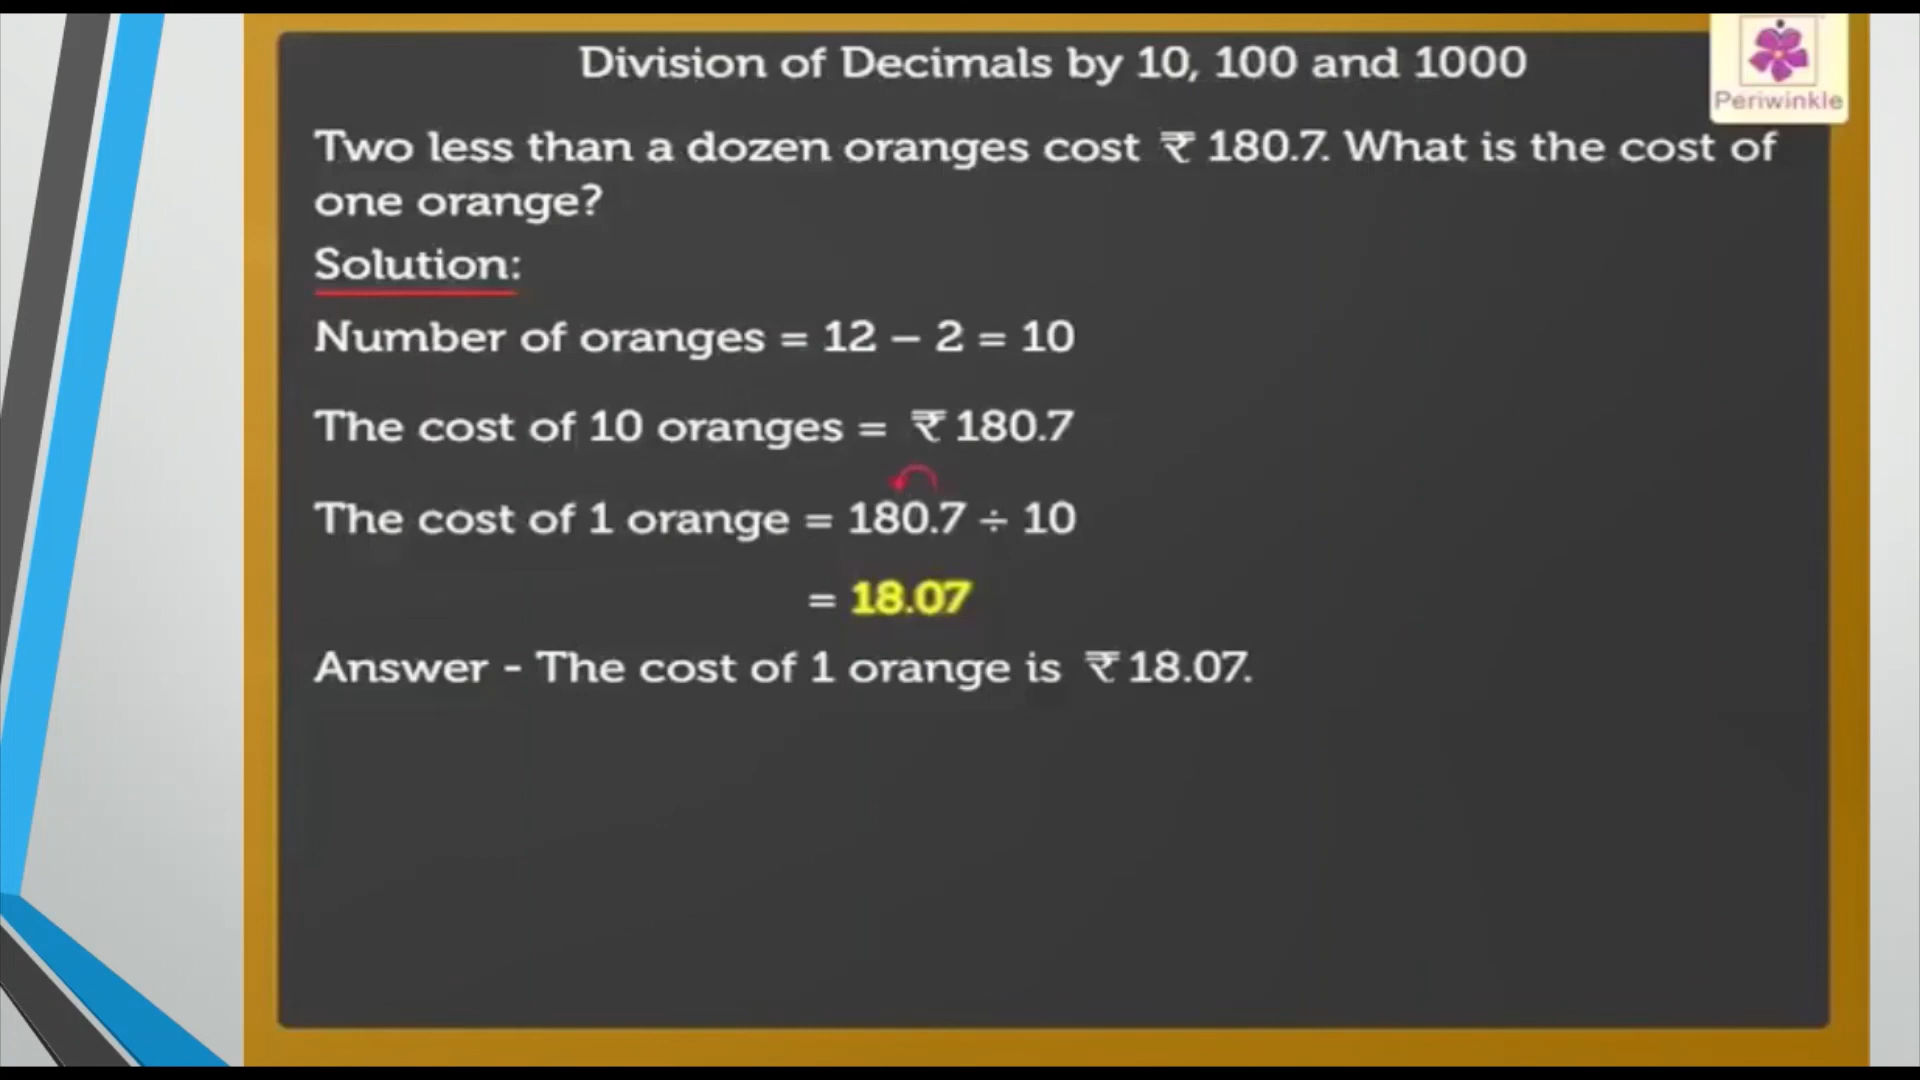 Division of Decimals by 10, 100 and 1000
Periwinkle
Two less than a dozen oranges cost ₹ 180.7. What is the cost of
one orange?
Solution:
Number of oranges = 12 – 2 = 10
The cost of 10 oranges = ₹ 180.7
The cost of 1 orange = 180.7 ÷ 10
= 18.07
Answer - The cost of 1 orange is ₹ 18.07.